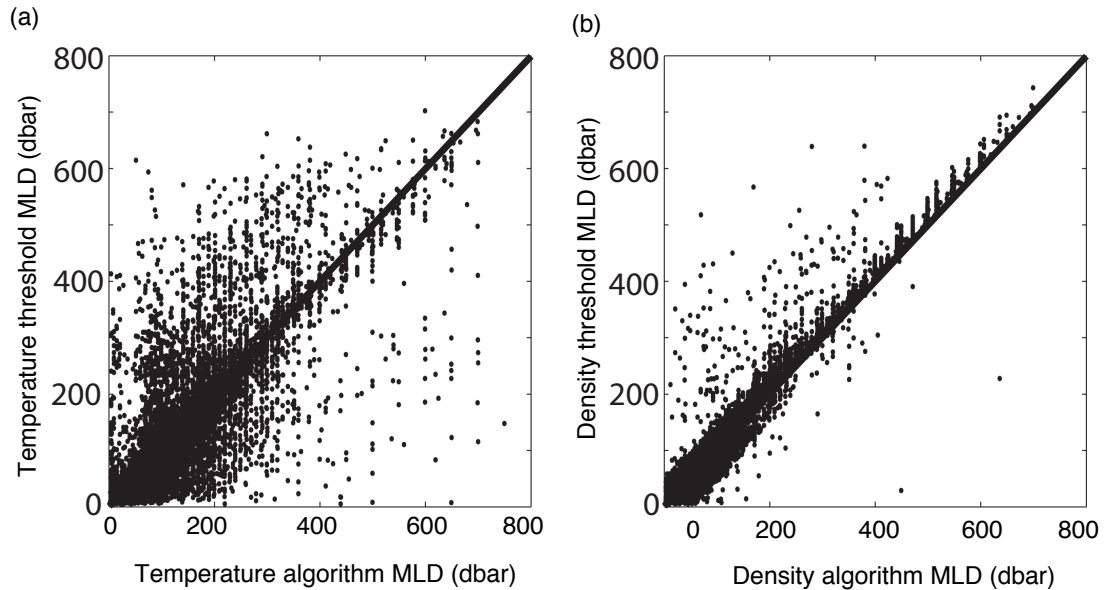 (a)
Temperature threshold MLD (dbar)
800
600
400
200
0
0 200 400 600 800
Temperature algorithm MLD (dbar)
(b)
Density threshold MLD (dbar)
800
600
400
200
0
0 200 400 600 800
Density algorithm MLD (dbar)